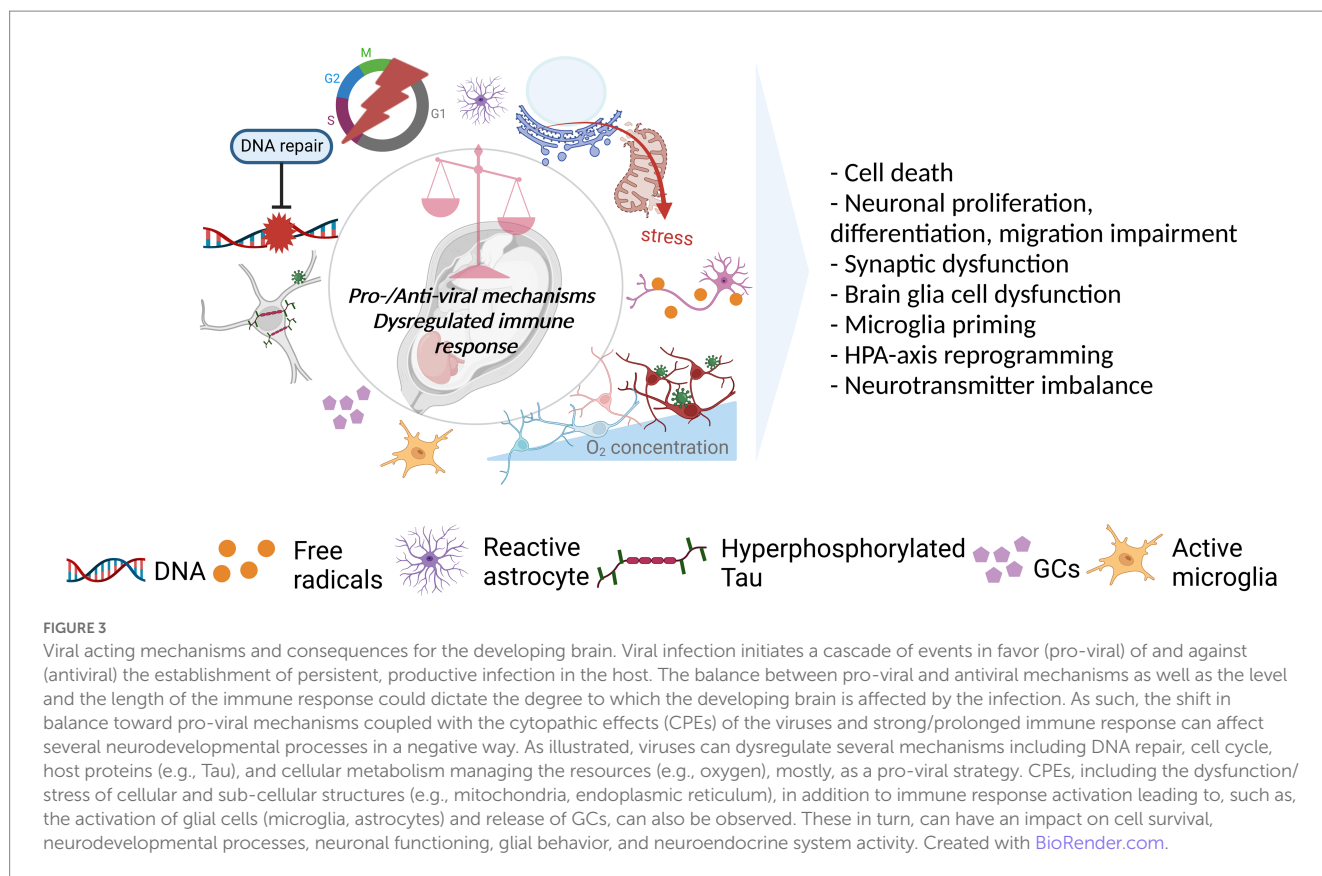 M
G2
S
G1
DNA repair
stress
Pro-/Anti-viral mechanisms
Dysregulated immune
response
O₂ concentration
- Cell death
- Neuronal proliferation,
differentiation, migration impairment
- Synaptic dysfunction
- Brain glia cell dysfunction
- Microglia priming
- HPA-axis reprogramming
- Neurotransmitter imbalance
DNA
Free
radicals
Reactive
astrocyte
Hyperphosphorylated
Tau
GCs
Active
microglia
FIGURE 3
Viral acting mechanisms and consequences for the developing brain. Viral infection initiates a cascade of events in favor (pro-viral) of and against
(antiviral) the establishment of persistent, productive infection in the host. The balance between pro-viral and antiviral mechanisms as well as the level
and the length of the immune response could dictate the degree to which the developing brain is affected by the infection. As such, the shift in
balance toward pro-viral mechanisms coupled with the cytopathic effects (CPEs) of the viruses and strong/prolonged immune response can affect
several neurodevelopmental processes in a negative way. As illustrated, viruses can dysregulate several mechanisms including DNA repair, cell cycle,
host proteins (e.g., Tau), and cellular metabolism managing the resources (e.g., oxygen), mostly, as a pro-viral strategy. CPEs, including the dysfunction/
stress of cellular and sub-cellular structures (e.g., mitochondria, endoplasmic reticulum), in addition to immune response activation leading to, such as,
the activation of glial cells (microglia, astrocytes) and release of GCs, can also be observed. These in turn, can have an impact on cell survival,
neurodevelopmental processes, neuronal functioning, glial behavior, and neuroendocrine system activity. Created with BioRender.com.